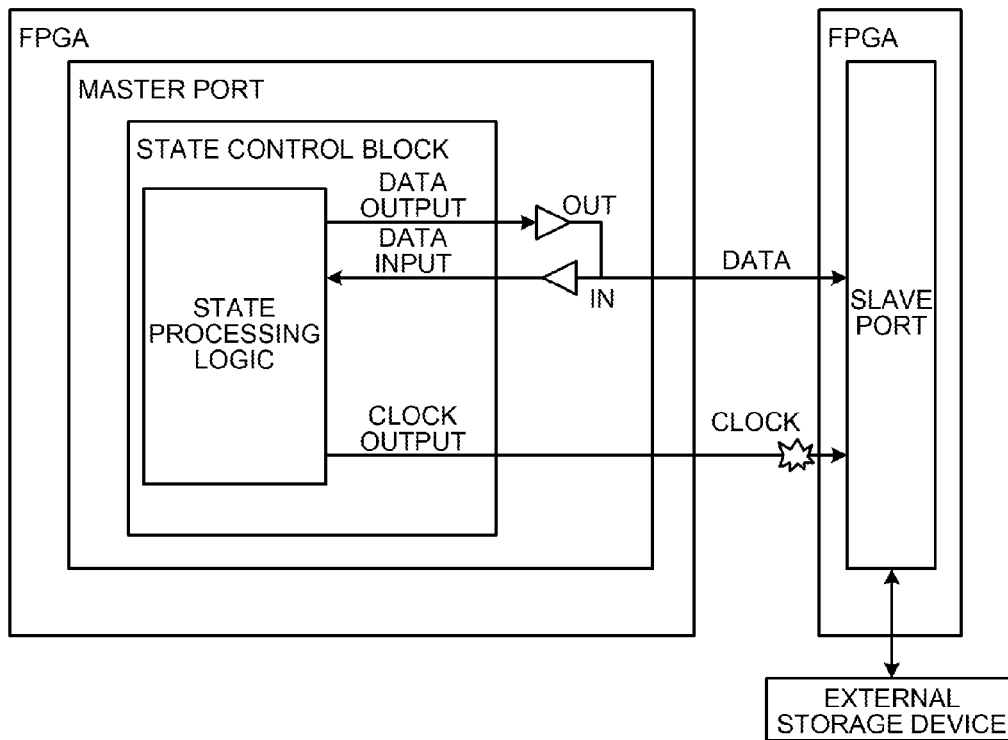 FPGA
FPGA
MASTER PORT
STATE CONTROL BLOCK
DATA
OUTPUT
OUT
DATA
INPUT
IN
DATA
STATE
PROCESSING
LOGIC
SLAVE
PORT
CLOCK
OUTPUT
CLOCK
EXTERNAL
STORAGE DEVICE